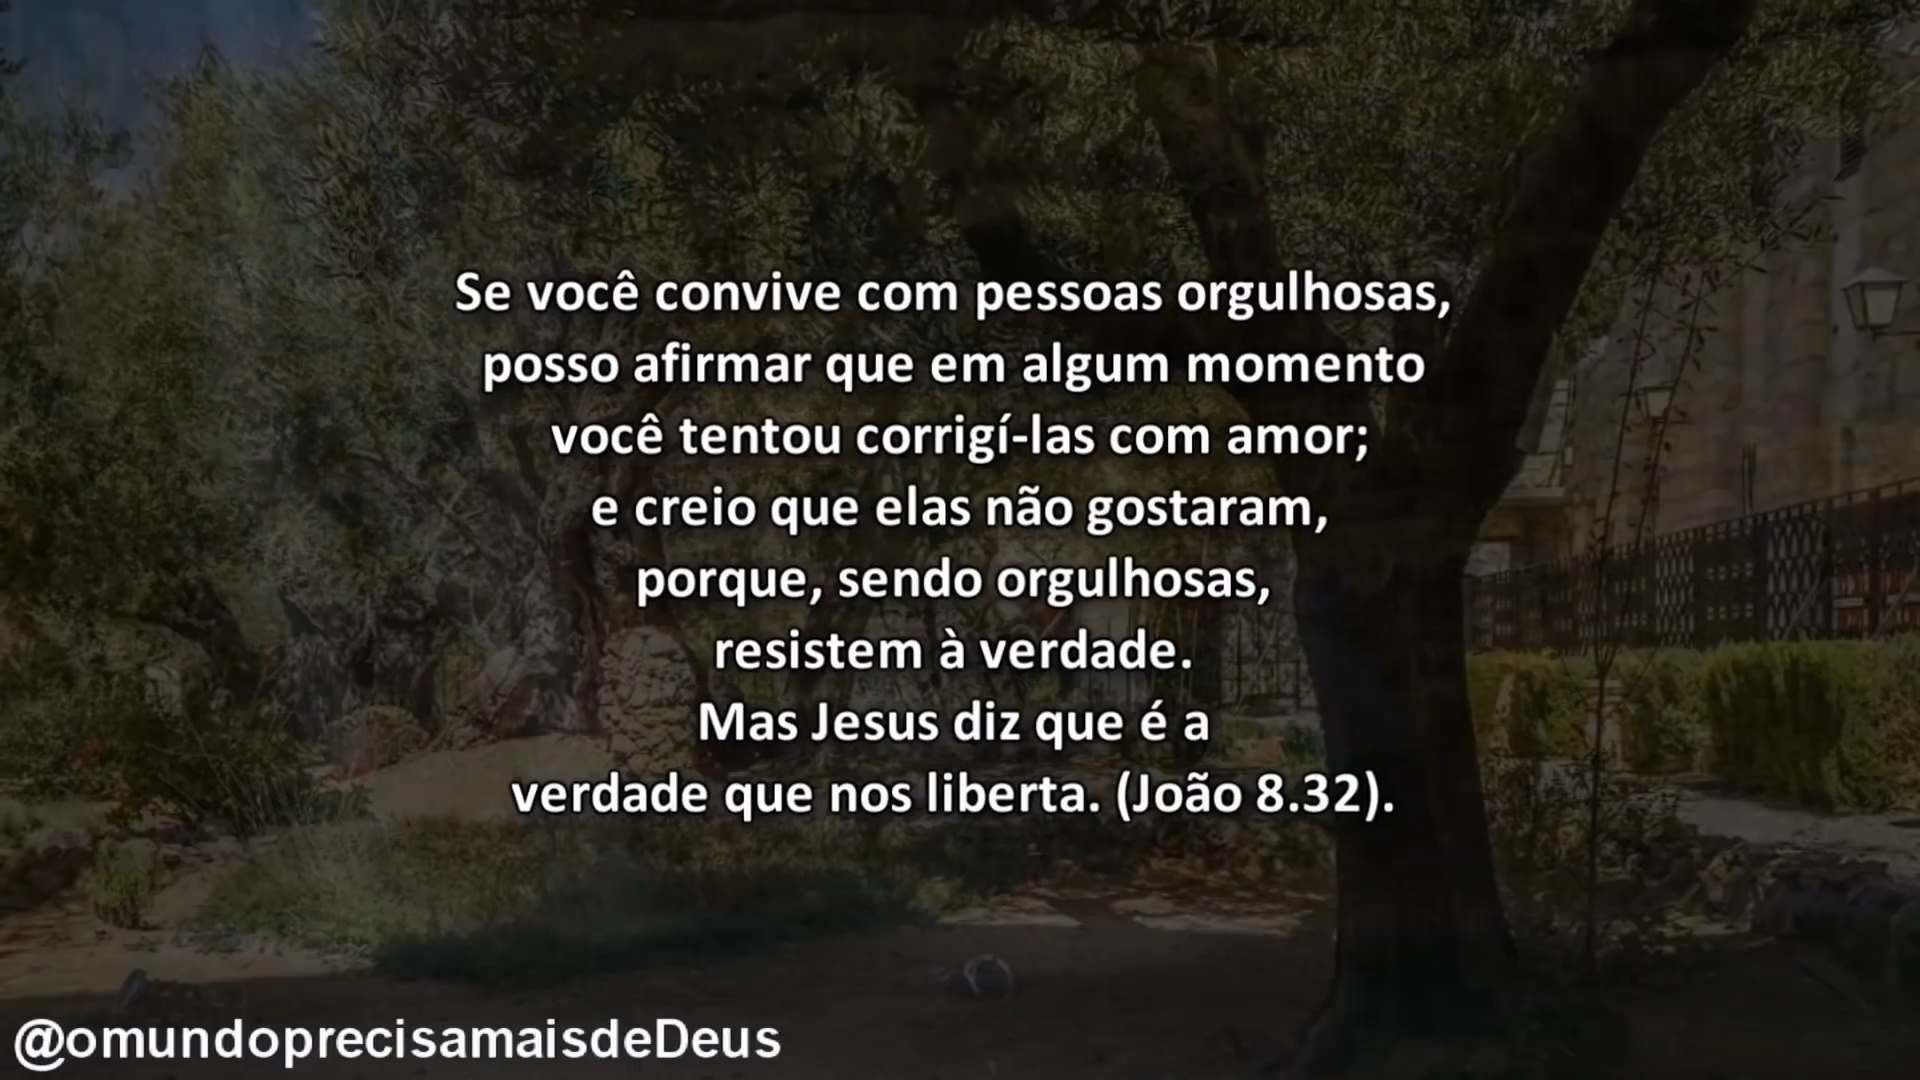 Se você convive com pessoas orgulhosas,
posso afirmar que em algum momento
você tentou corrigí-las com amor;
e creio que elas não gostaram,
porque, sendo orgulhosas,
resistem à verdade.
Mas Jesus diz que é a
verdade que nos liberta. (João 8.32).
@omundoprecisamaisdeDeus